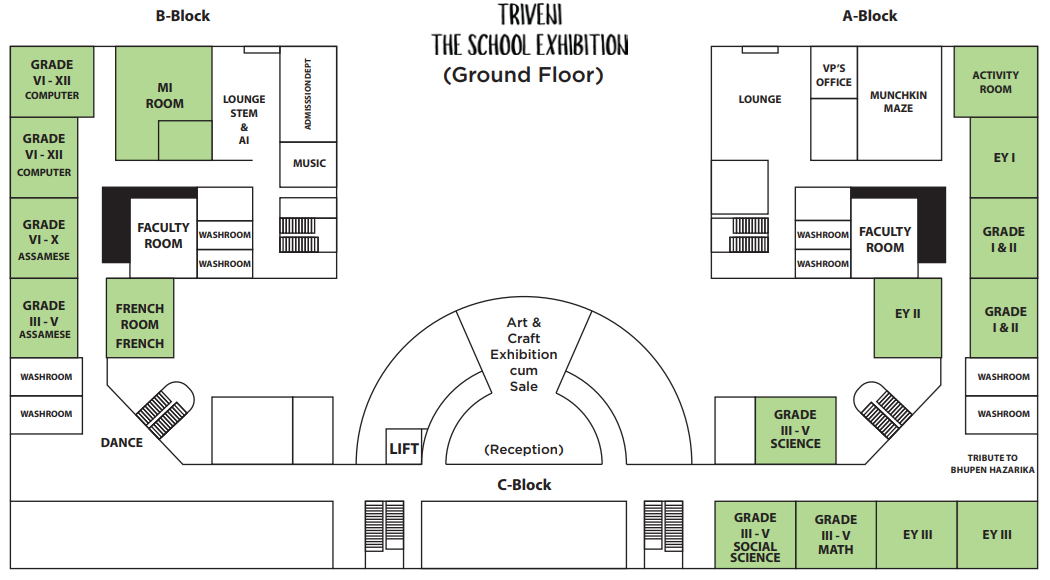 B-Block
TRIVENI
THE SCHOOL EXHIBITION
(Ground Floor)
A-Block
GRADE
VI - XII
COMPUTER
MI
ROOM
LOUNGE
STEM
&
AI
ADMISSSION DEPT
MUSIC
GRADE
VI - XII
COMPUTER
GRADE
VI - X
ASSAMESE
FACULTY
ROOM
WASHROOM
WASHROOM
GRADE
III - V
ASSAMESE
FRENCH
ROOM
FRENCH
WASHROOM
WASHROOM
DANCE
Art &
Craft
Exhibition
cum
Sale
(Reception)
LIFT
C-Block
LOUNGE
VP'S
OFFICE
MUNCHKIN
MAZE
ACTIVITY
ROOM
EY I
WASHROOM
WASHROOM
FACULTY
ROOM
GRADE
I & II
EY II
GRADE
I & II
WASHROOM
WASHROOM
GRADE
III - V
SCIENCE
TRIBUTE TO
BHUPEN HAZARIKA
GRADE
III - V
SOCIAL
SCIENCE
GRADE
III - V
MATH
EY III
EY III